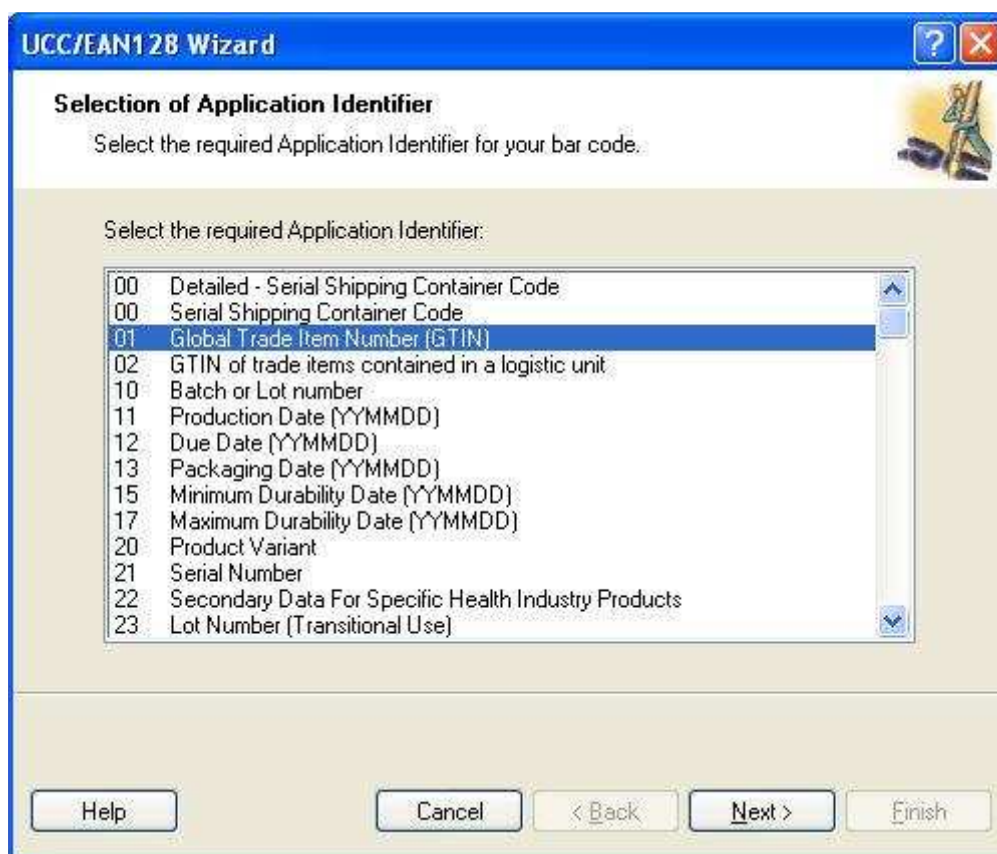 UCC/EAN128 Wizard
Selection of Application Identifier
Select the required Application Identifier for your bar code.
Select the required Application Identifier:
00 Detailed - Serial Shipping Container Code
00 Serial Shipping Container Code
01 Global Trade Item Number (GTIN)
02 GTIN of trade items contained in a logistic unit
10 Batch or Lot number
11 Production Date (YYMMDD)
12 Due Date (YYMMDD)
13 Packaging Date (YYMMDD)
15 Minimum Durability Date (YYMMDD)
17 Maximum Durability Date (YYMMDD)
20 Product Variant
21 Serial Number
22 Secondary Data For Specific Health Industry Products
23 Lot Number (Transitional Use)
Help Cancel < Back Next > Finish